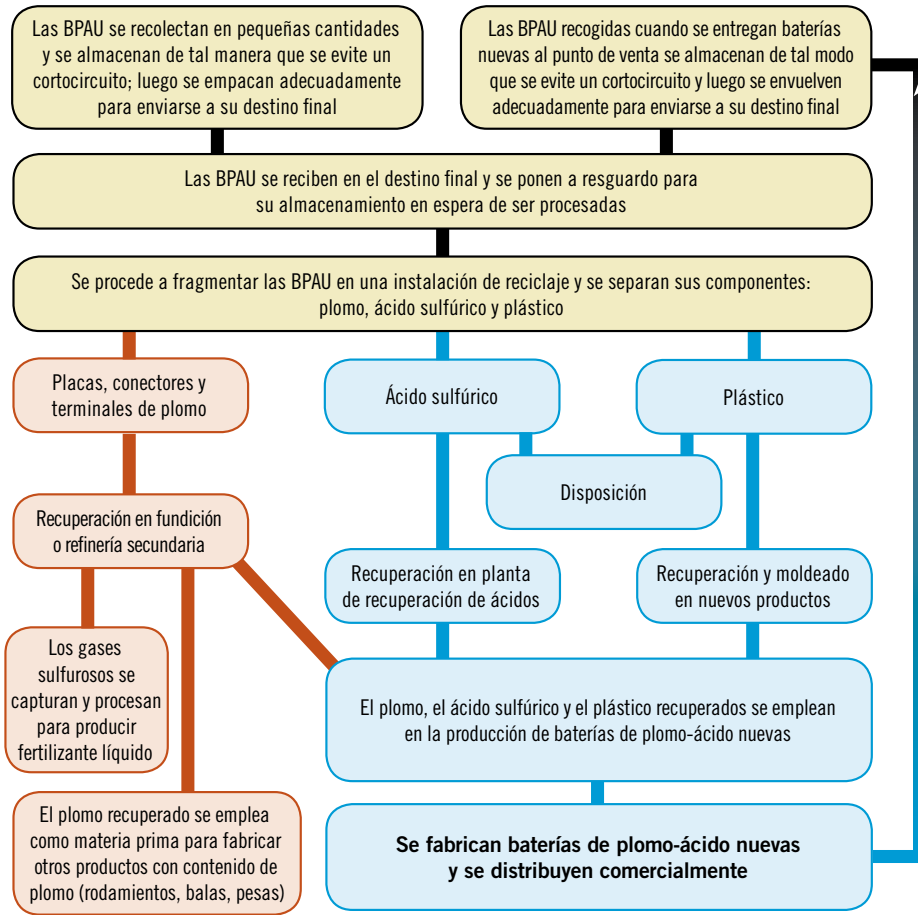 Las BPAU se recolectan en pequeñas cantidades
y se almacenan de tal manera que se evite un
cortocircuito; luego se empacan adecuadamente
para enviarse a su destino final
Las BPAU recogidas cuando se entregan baterías
nuevas al punto de venta se almacenan de tal modo
que se evite un cortocircuito y luego se envuelven
adecuadamente para enviarse a su destino final
Las BPAU se reciben en el destino final y se ponen a resguardo para
su almacenamiento en espera de ser procesadas
Se procede a fragmentar las BPAU en una instalación de reciclaje y se separan sus componentes:
plomo, ácido sulfúrico y plástico
Placas, conectores y
terminales de plomo
Ácido sulfúrico
Plástico
Disposición
Recuperación en fundición
o refinería secundaria
Recuperación en planta
de recuperación de ácidos
Recuperación y moldeado
en nuevos productos
Los gases
sulfurosos se
capturan y procesan
para producir
fertilizante líquido
El plomo, el ácido sulfúrico y el plástico recuperados se emplean
en la producción de baterías de plomo-ácido nuevas
El plomo recuperado se emplea
como materia prima para fabricar
otros productos con contenido de
plomo (rodamientos, balas, pesas)
Se fabrican baterías de plomo-ácido nuevas
y se distribuyen comercialmente